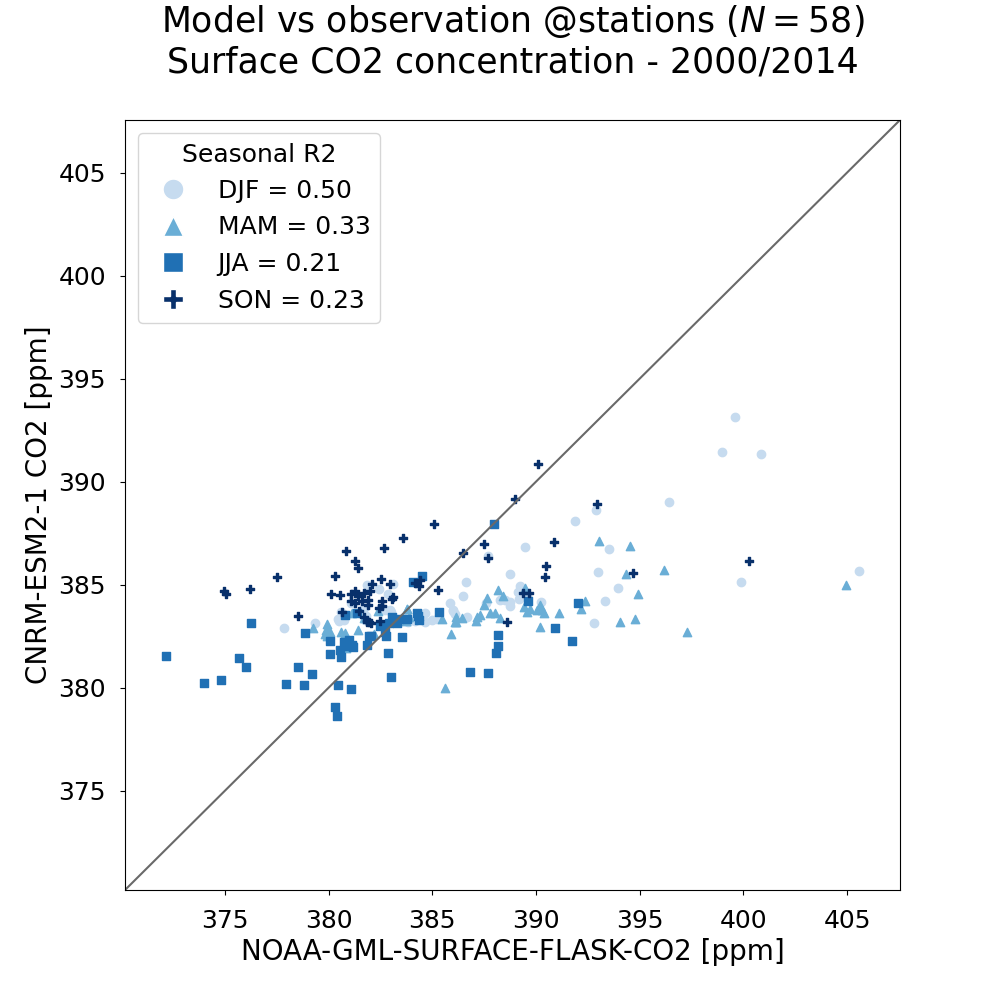 Model vs observation @stations (N = 58)
Surface CO2 concentration - 2000/2014
Seasonal R2
DJF = 0.50
MAM = 0.33
JJA = 0.21
SON = 0.23
405
400
395
390
385
380
375
CNRM-ESM2-1 CO2 [ppm]
375 380 385 390 395 400 405
NOAA-GML-SURFACE-FLASK-CO2 [ppm]